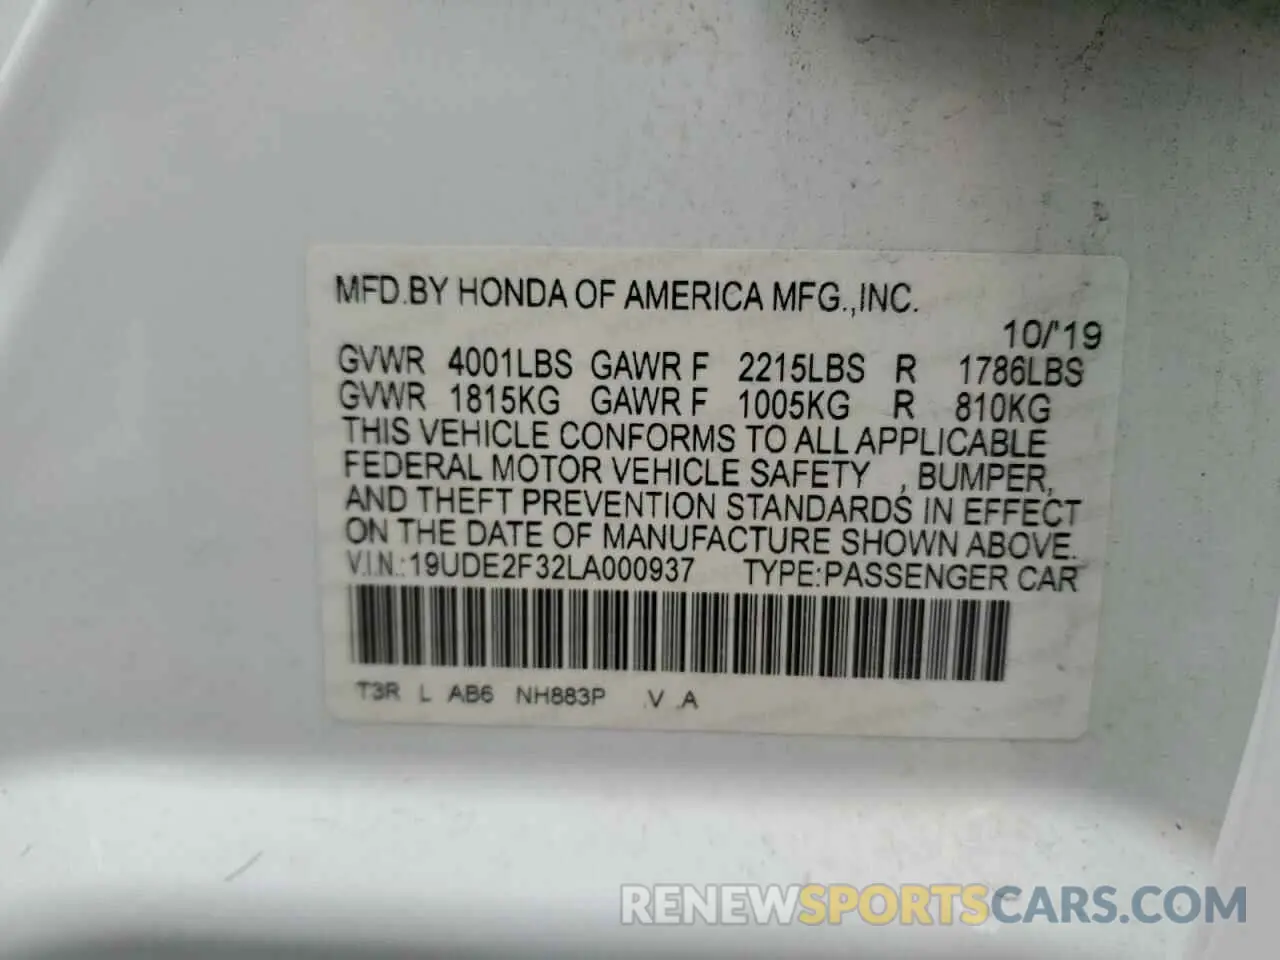 MFD.BY HONDA OF AMERICA MFG.,INC.
10/'19
GVWR 4001LBS GAWR F 2215LBS R 1786LBS
GVWR 1815KG GAWR F 1005KG R 810KG
THIS VEHICLE CONFORMS TO ALL APPLICABLE
FEDERAL MOTOR VEHICLE SAFETY , BUMPER,
AND THEFT PREVENTION STANDARDS IN EFFECT
ON THE DATE OF MANUFACTURE SHOWN ABOVE.
V.I.N.:19UDE2F32LA000937 TYPE:PASSENGER CAR
T3R L AB6 NH883P .V .A
RENEWSPORTSCARS.COM